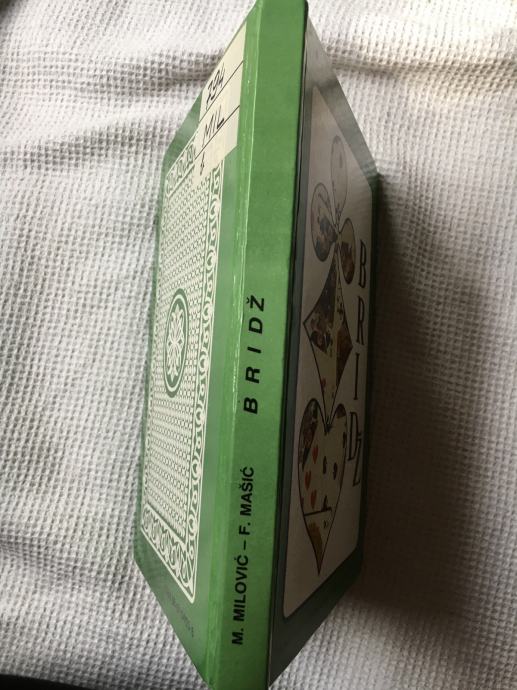 794
MIL
b
M. MILOVIĆ – F. MAŠIĆ BRIDŽ
BRIDŽ